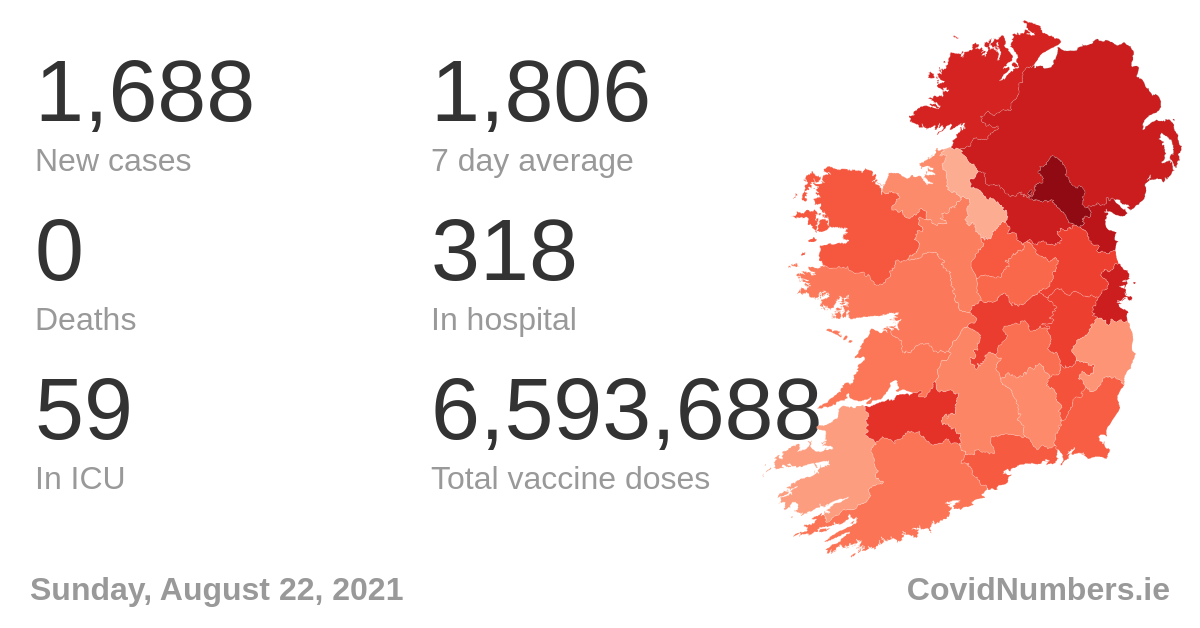 1,688 1,806
New cases 7 day average
0 318
Deaths In hospital
59 6,593,688
In ICU Total vaccine doses
Sunday, August 22, 2021 CovidNumbers.ie